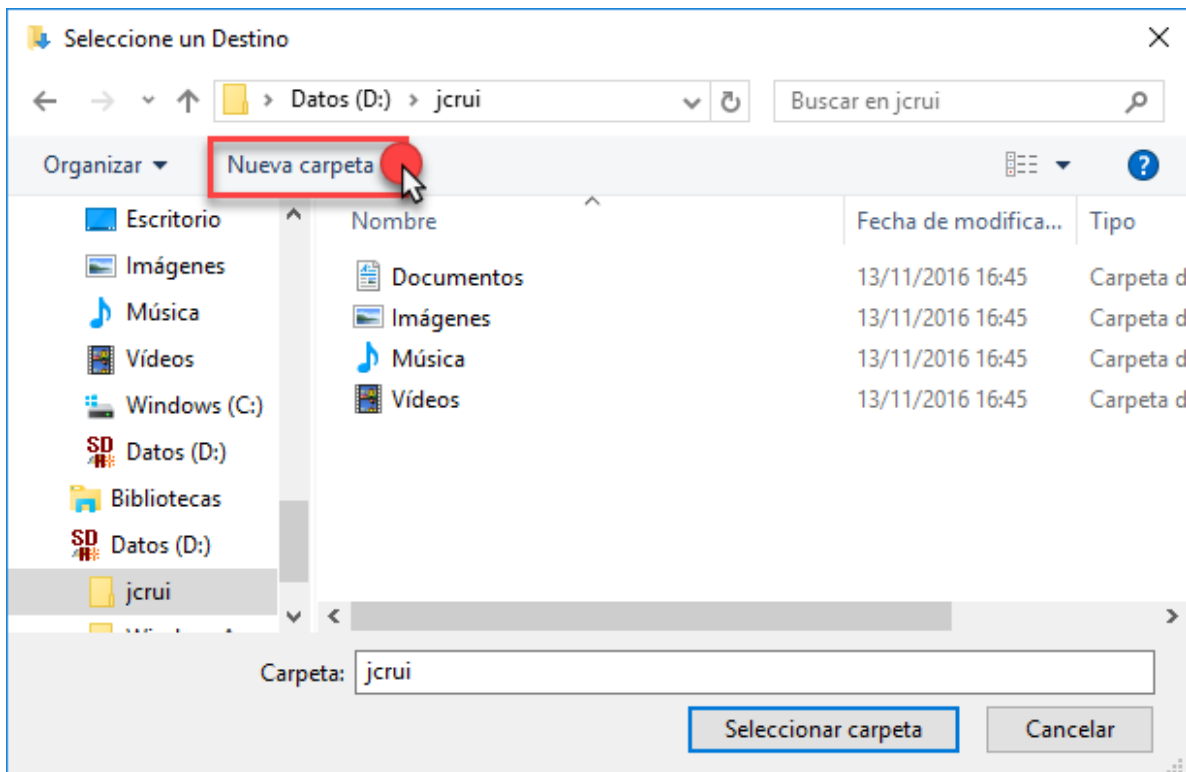 Seleccione un Destino
Datos (D:) > jcrui
Buscar en jcrui
Organizar
Nueva carpeta
?
Escritorio
Imágenes
Música
Vídeos
Windows (C:)
SD Datos (D:)
Bibliotecas
SD Datos (D:)
jcrui
Nombre Fecha de modifica... Tipo
Documentos 13/11/2016 16:45 Carpeta d
Imágenes 13/11/2016 16:45 Carpeta d
Música 13/11/2016 16:45 Carpeta d
Vídeos 13/11/2016 16:45 Carpeta d
Carpeta: jcrui
Seleccionar carpeta Cancelar